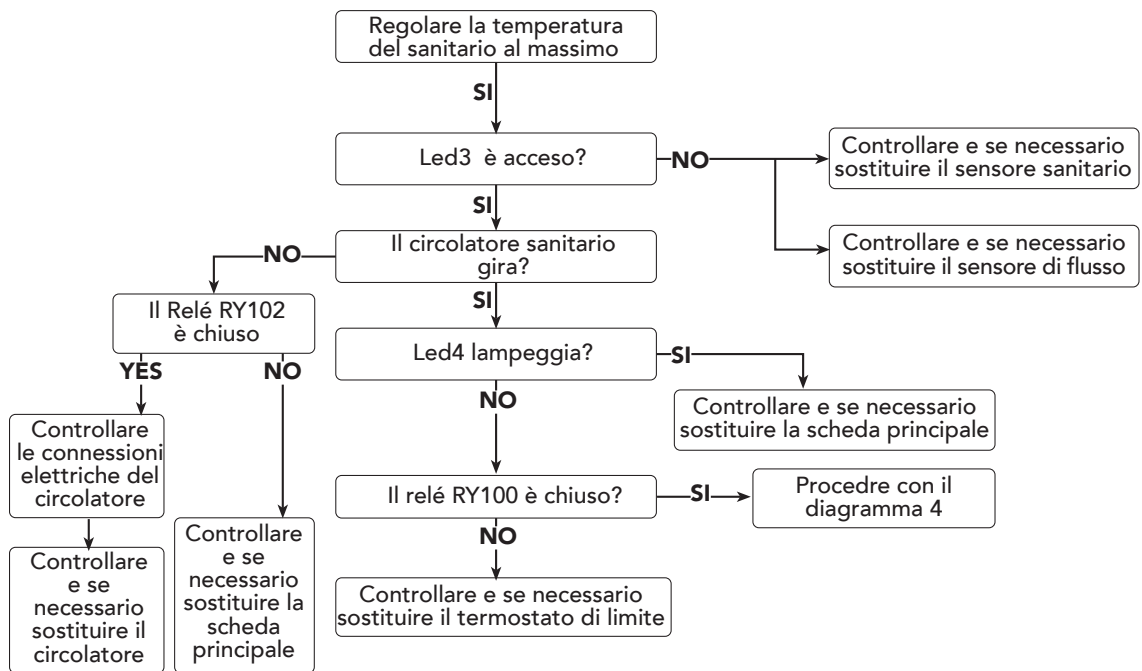 Regolare la temperatura
del sanitario al massimo
SI
Led3 è acceso?
NO
Controllare e se necessario
sostituire il sensore sanitario
Controllare e se necessario
sostituire il sensore di flusso
SI
Il circolatore sanitario
gira?
NO
Il Relé RY102
è chiuso
YES
NO
Controllare
le connessioni
elettriche del
circolatore
Controllare
e se
necessario
sostituire il
circolatore
Controllare
e se
necessario
sostituire la
scheda
principale
SI
Led4 lampeggia?
SI
Controllare e se necessario
sostituire la scheda principale
NO
Il relé RY100 è chiuso?
SI
Procedre con il
diagramma 4
NO
Controllare e se necessario
sostituire il termostato di limite